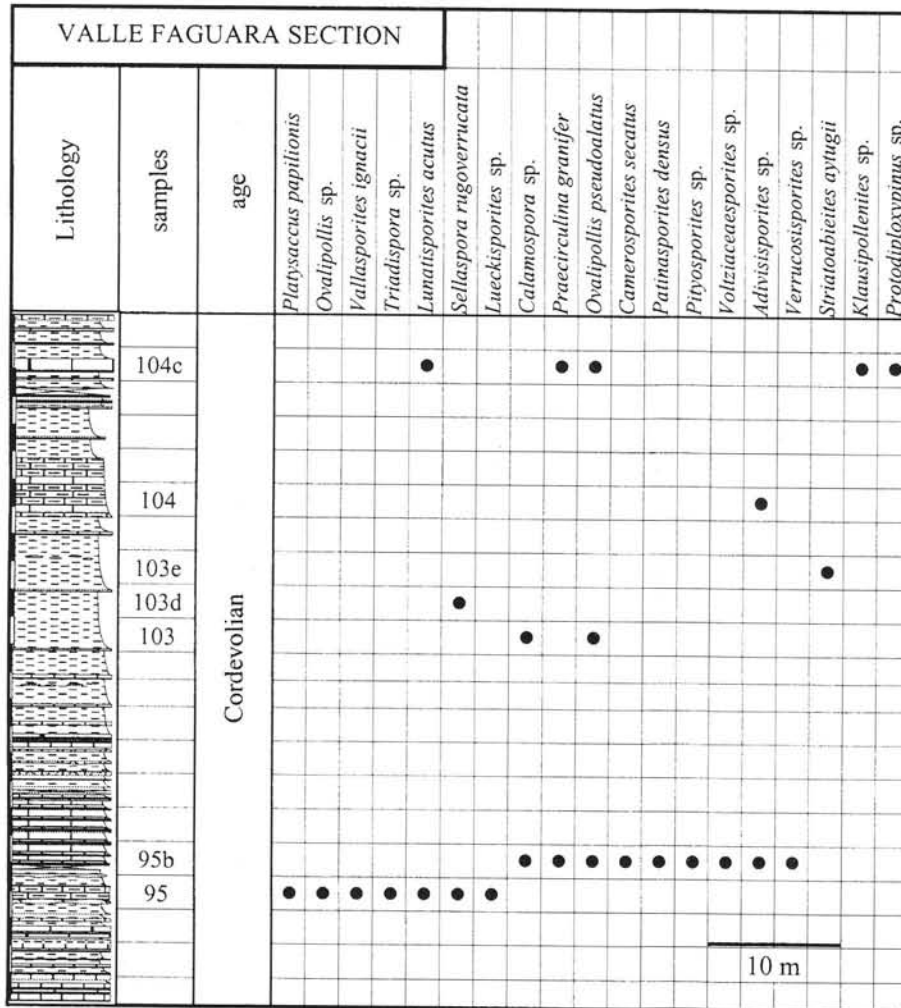 VALLE FAGUARA SECTION
Lithology
samples
age
Platysaccus papilionis
Ovalipollis sp.
Vallasporites ignacii
Triadispora sp.
Lunatisporites acutus
Sellaspora rugoverrucata
Lueckisporites sp.
Calamospora sp.
Praecirculina granifer
Ovalipollis pseudoalatus
Camerosporites secatus
Patinasporites densus
Pityosporites sp.
Voltziaceaesporites sp.
Adivisisporites sp.
Verrucosisporites sp.
Striatoabieites aytugii
Klausipollenites sp.
Protodiploxypinus sp.
104c
104
103e
103d
103
Cordevolian
95b
95
10 m